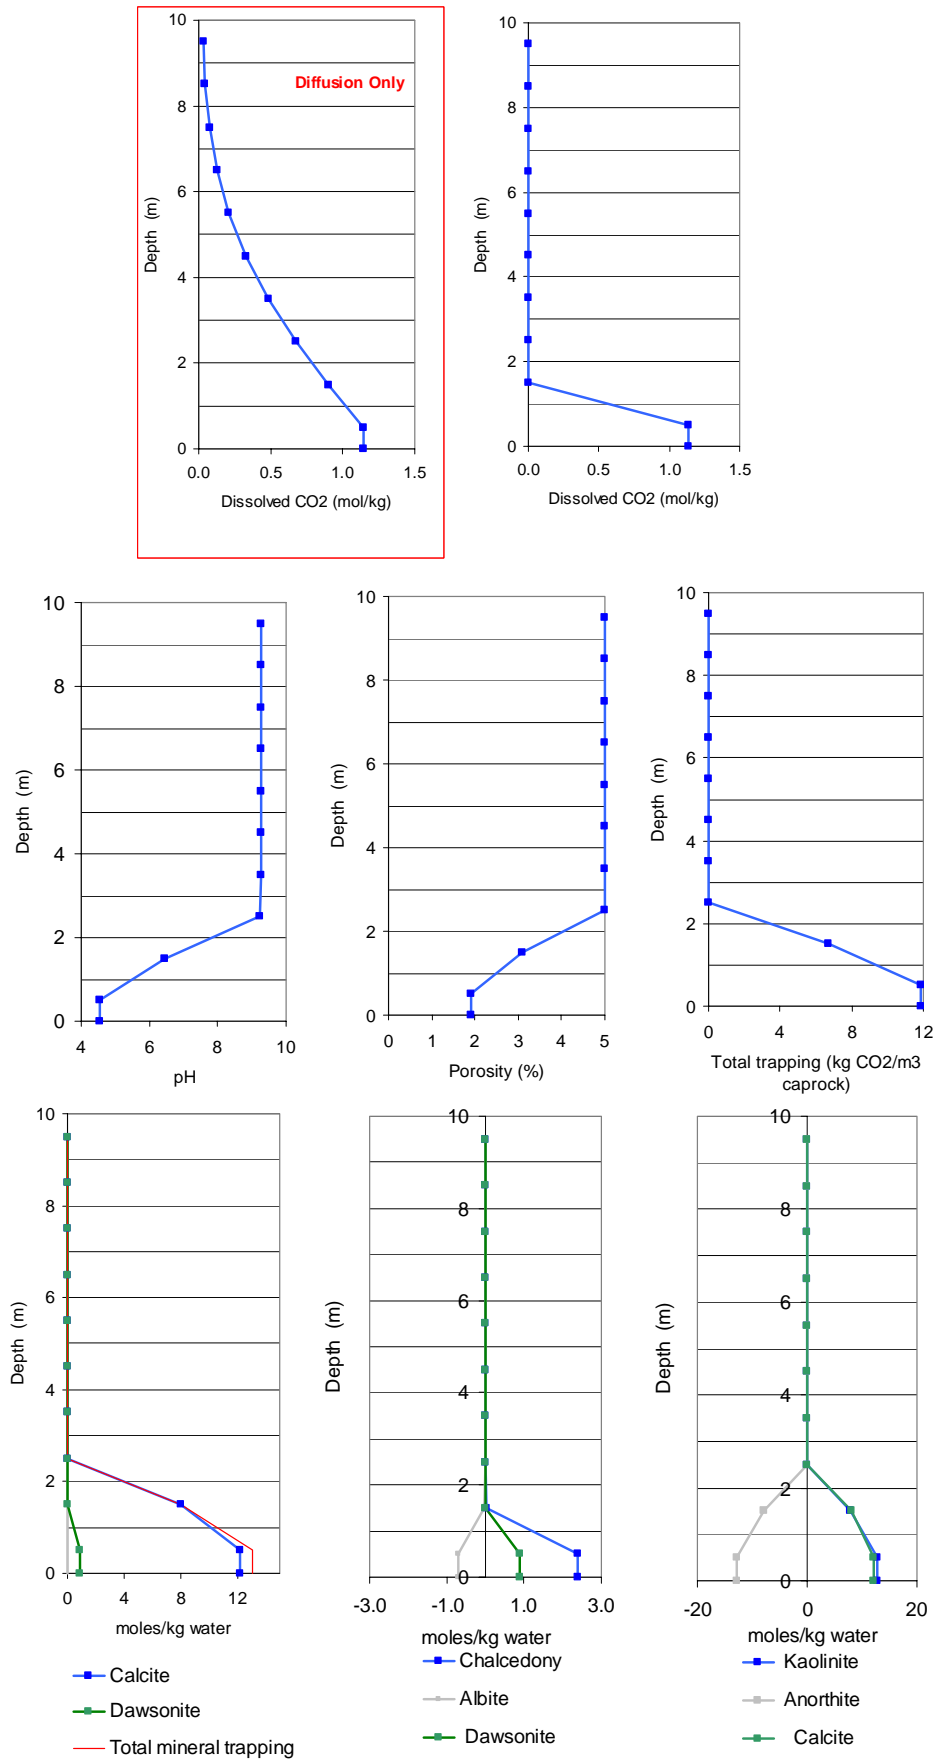 Diffusion Only
Depth (m)
10
8
6
4
2
0
0.0 0.5 1.0 1.5
Dissolved CO2 (mol/kg)
Depth (m)
10
8
6
4
2
0
0.0 0.5 1.0 1.5
Dissolved CO2 (mol/kg)
Depth (m)
10
8
6
4
2
0
4 6 8 10
pH
Depth (m)
10
8
6
4
2
0
0 1 2 3 4 5
Porosity (%)
Depth (m)
10
8
6
4
2
0
0 4 8 12
Total trapping (kg CO2/m3
caprock)
Depth (m)
10
8
6
4
2
0
0 4 8 12
moles/kg water
Calcite
Dawsonite
Total mineral trapping
Depth (m)
10
8
6
4
2
0
-3.0 -1.0 1.0 3.0
moles/kg water
Chalcedony
Albite
Dawsonite
Depth (m)
10
8
6
4
2
0
-20 0 20
moles/kg water
Kaolinite
Anorthite
Calcite